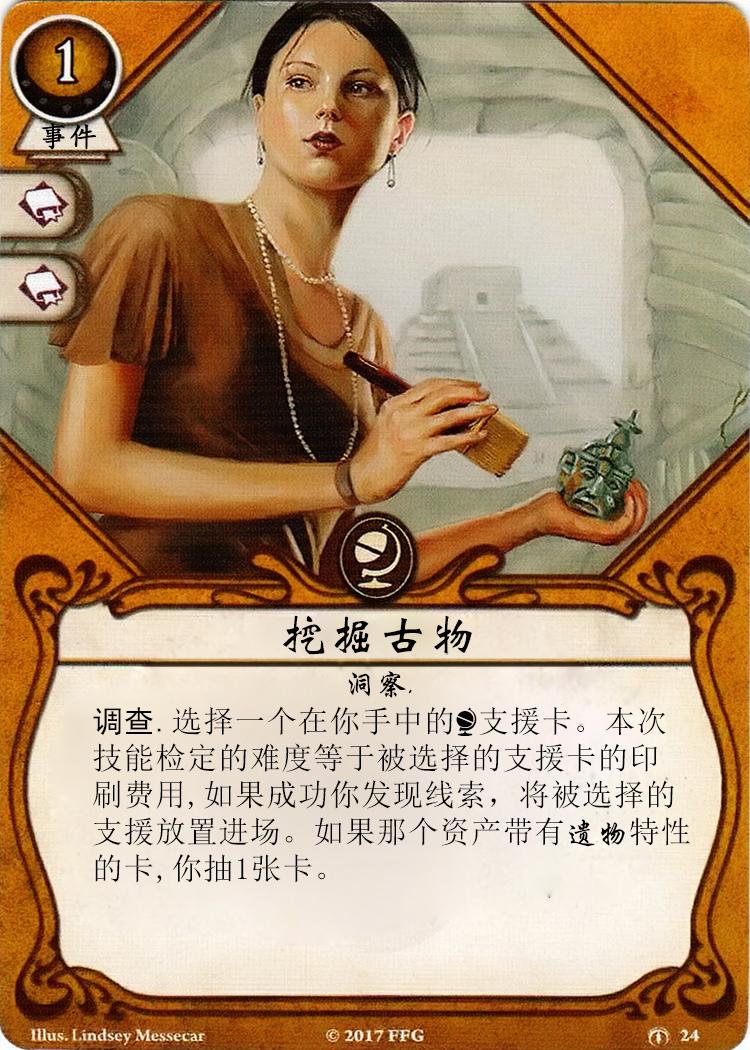 1
事件
挖掘古物
洞察.
调查. 选择一个在你手中的支援卡。本次
技能检定的难度等于被选择的支援卡的印
刷费用, 如果成功你发现线索，将被选择的
支援放置进场。如果那个资产带有遗物特性
的卡, 你抽1张卡。
Illus. Lindsey Messecar
© 2017 FFG
24